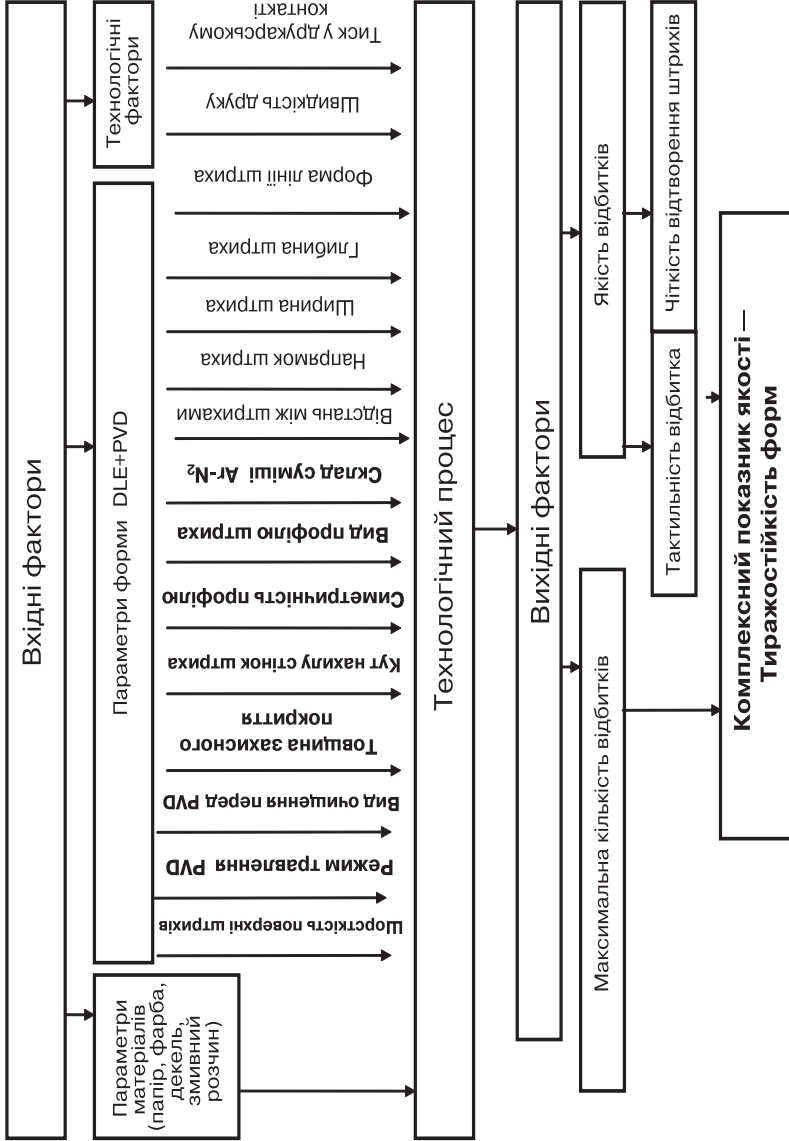 Вхідні фактори
Параметри
матеріалів
(папір, фарба,
декель,
змивний
розчин)
Параметри форми DLE+PVD
Технологічні
фактори
Шорсткість поверхні штрихів
Режим травлення PVD
Вид очищення перед PVD
Товщина захисного
покриття
Кут нахилу стінок штриха
Симетричність профілю
Вид профілю штриха
Склад суміші Ar-N₂
Відстань між штрихами
Напрямок штриха
Ширина штриха
Глибина штриха
Форма лінії штриха
Швидкість друку
Тиск у друкарському
контакті
Технологічний процес
Вихідні фактори
Максимальна кількість відбитків
Якість відбитків
Тактильність відбитка
Чіткість відтворення штрихів
Комплексний показник якості —
Тиражостійкість форм